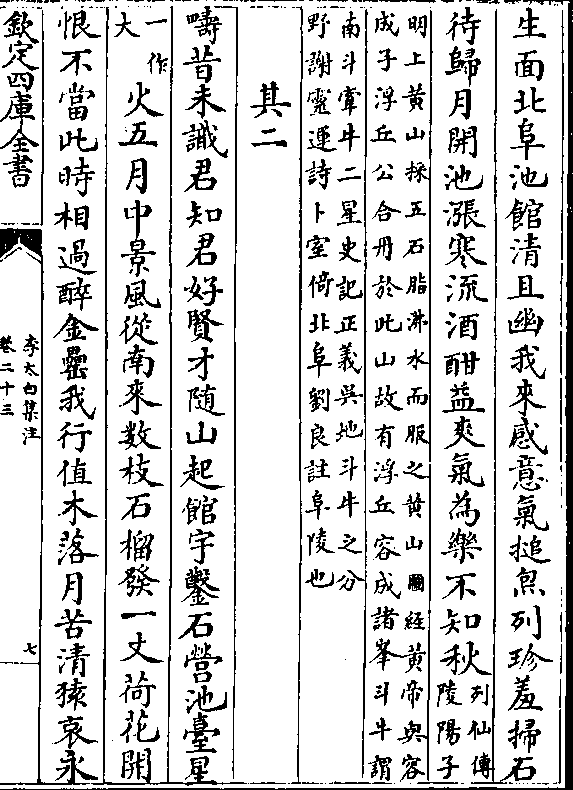 生面北阜池館清且幽我來感意氣搥炰列珍羞掃石
待歸月開池漲寒流酒酣益爽氣為樂不知秋列仙傳
陵陽子
明上黄山採五石脂沸水而服之黄山圖經黄帝與容
成子浮丘公合丹於此山故有浮丘容成諸峯斗牛謂
南斗牽牛二星史記正義吳地斗牛之分
野謝靈運詩卜室倚北阜劉良註阜陵也
其二
疇昔未識君知君好賢才隨山起館宇鑿石營池臺星
一作
大
火五月中景風從南來數枝石榴發一丈荷花開
恨不當此時相過醉金罍我行值木落月苦清猿哀永
欽定四庫全書
李太白集注
卷二十三
七